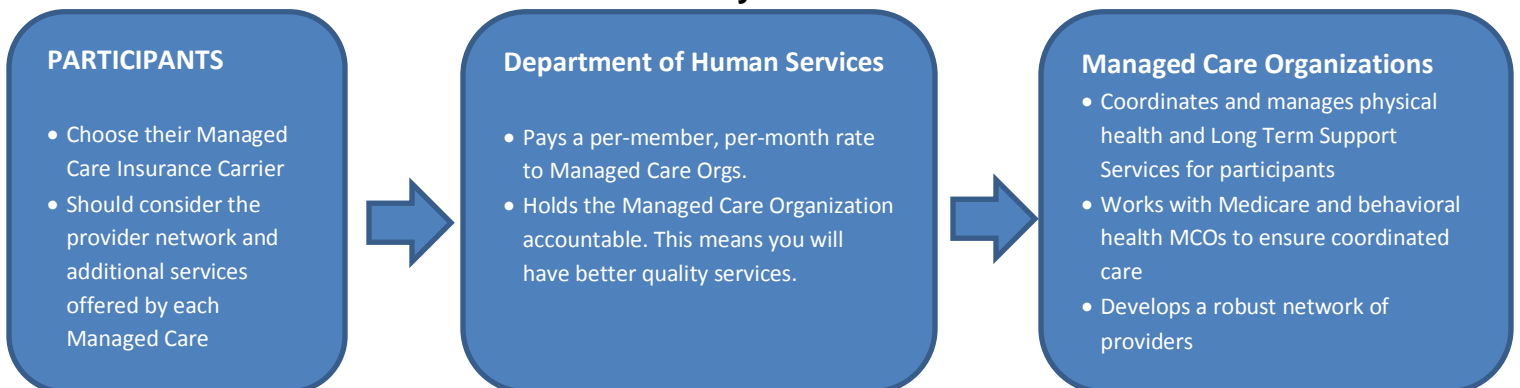 PARTICIPANTS
• Choose their Managed
Care Insurance Carrier
• Should consider the
provider network and
additional services
offered by each
Managed Care
Department of Human Services
• Pays a per-member, per-month rate
to Managed Care Orgs.
• Holds the Managed Care Organization
accountable. This means you will
have better quality services.
Managed Care Organizations
• Coordinates and manages physical
health and Long Term Support
Services for participants
• Works with Medicare and behavioral
health MCOs to ensure coordinated
care
• Develops a robust network of
providers